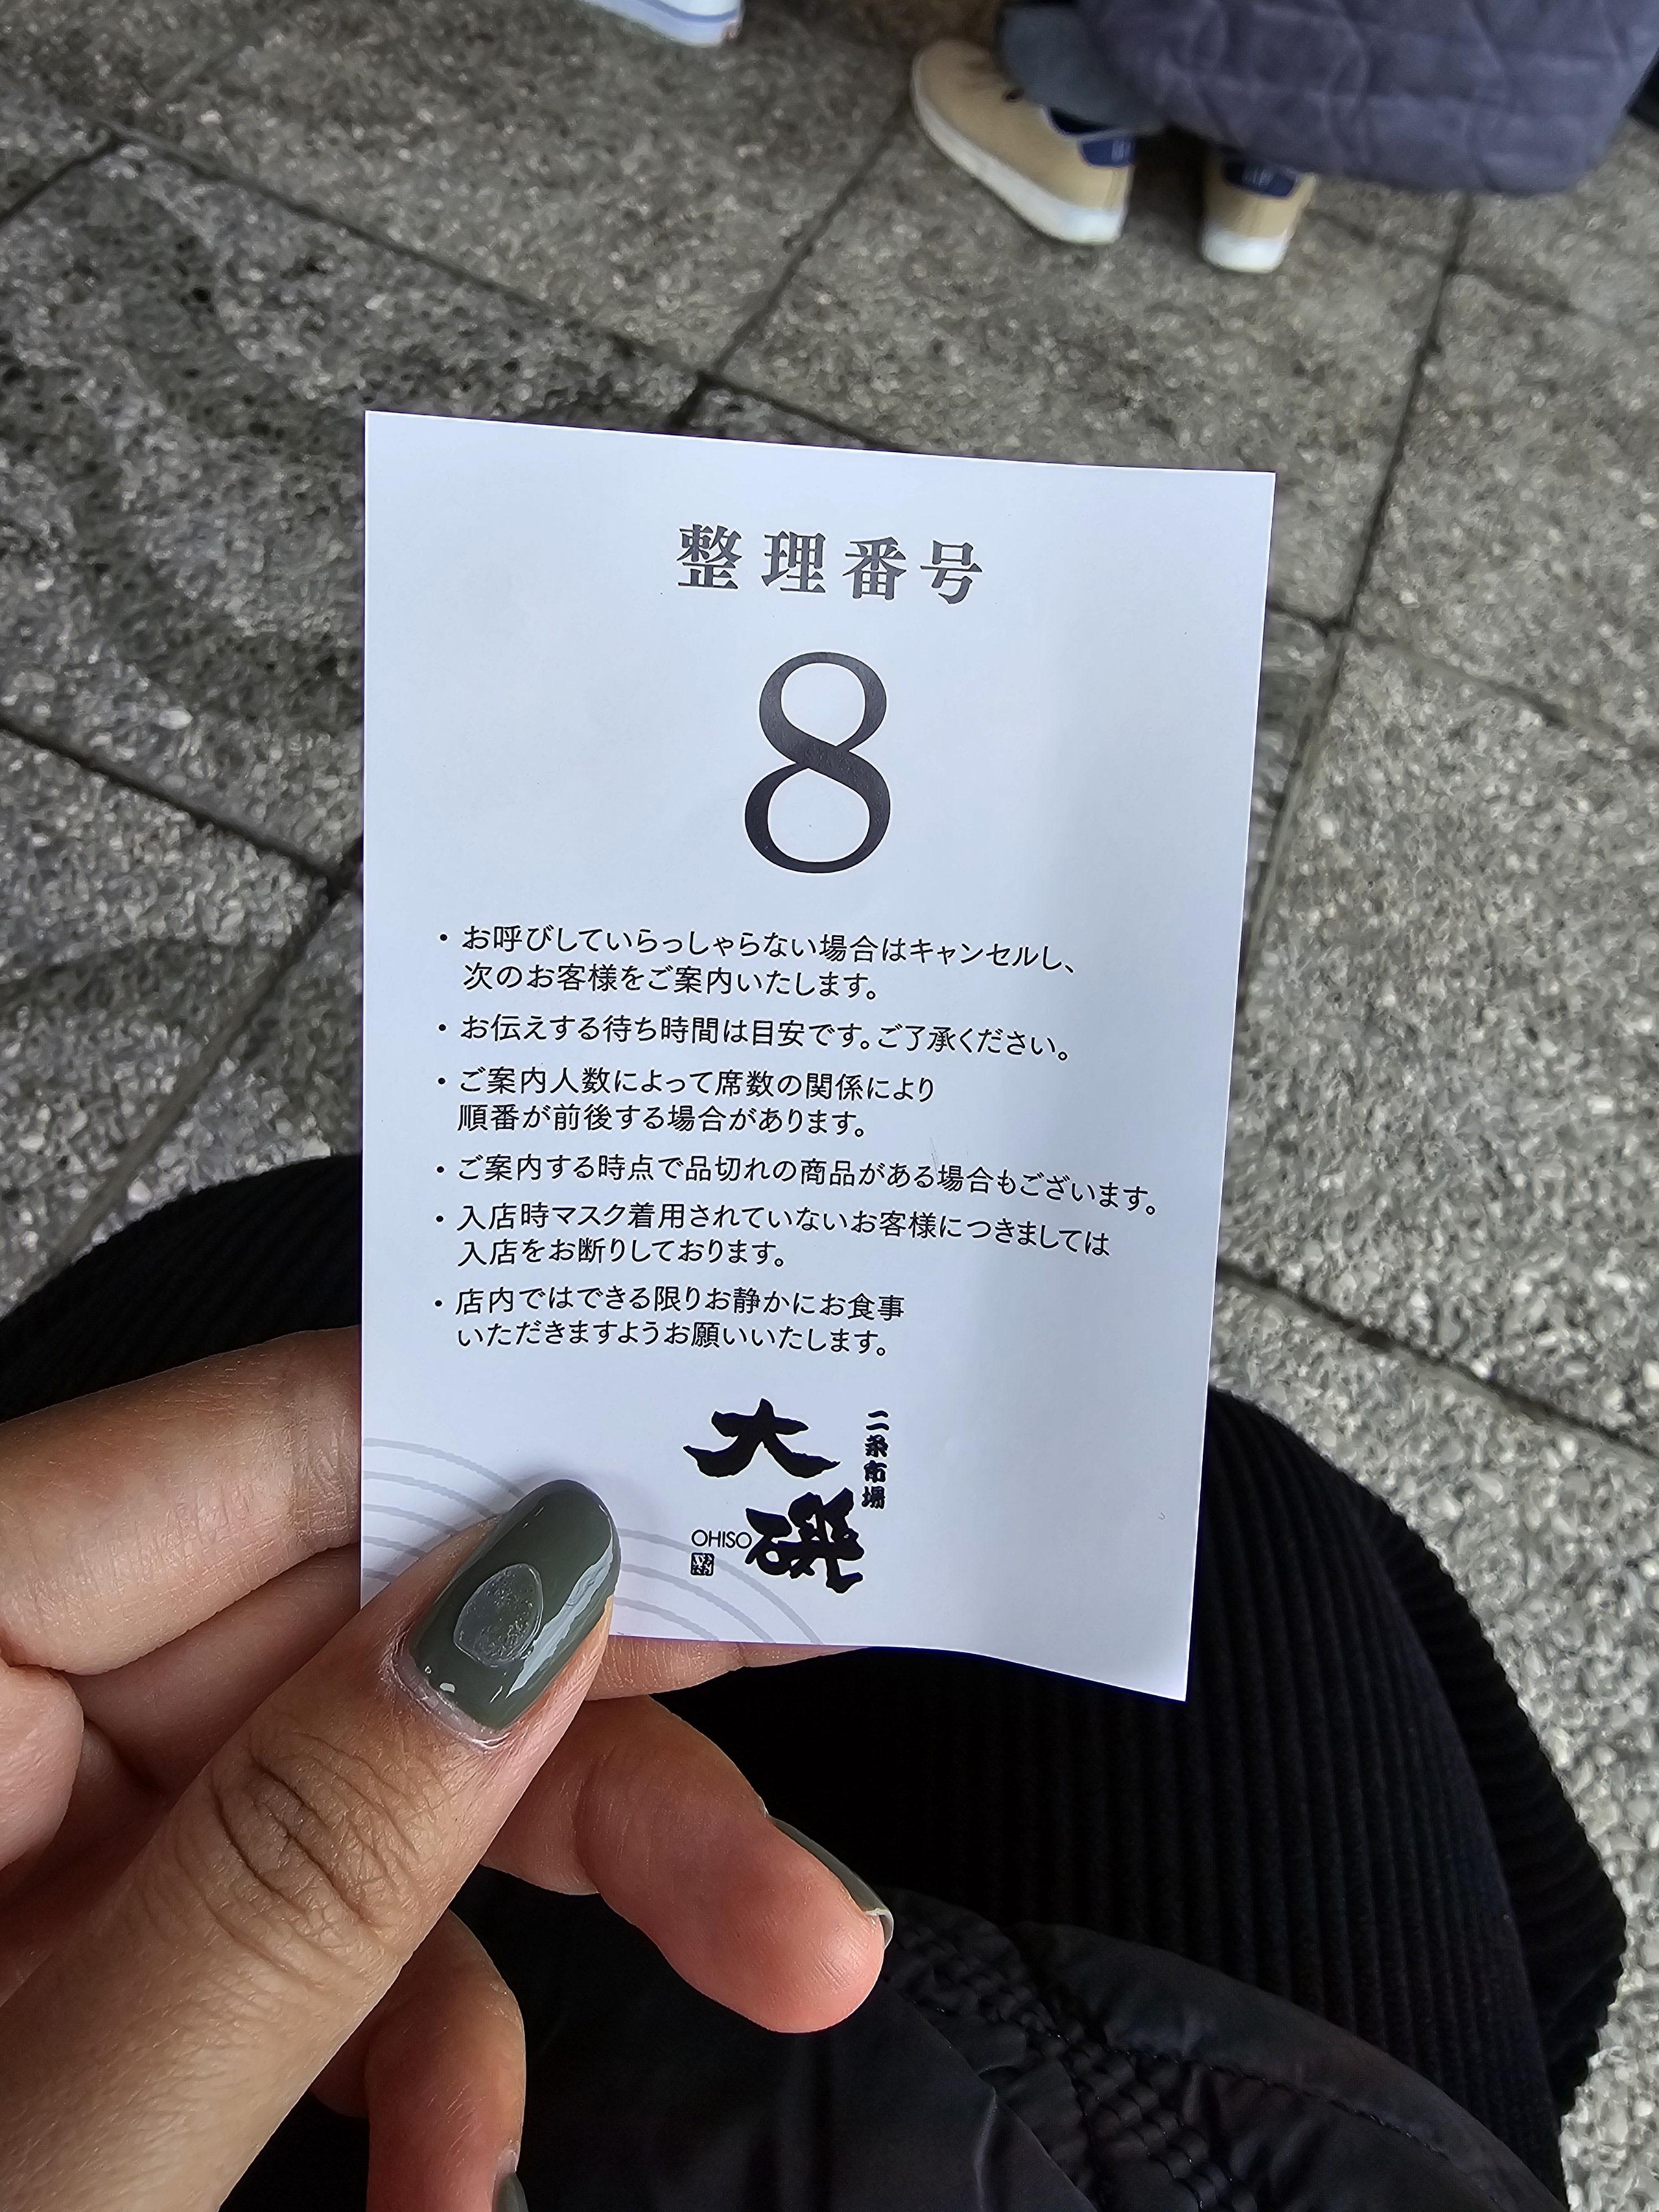 整理番号
8
・お呼びしていらっしゃらない場合はキャンセルし、
次のお客様をご案内いたします。
・お伝えする待ち時間は目安です。ご了承ください。
・ご案内人数によって席数の関係により
順番が前後する場合があります。
・ご案内する時点で品切れの商品がある場合もございます。
・入店時マスク着用されていないお客様につきましては
入店をお断りしております。
・店内ではできる限りお静かにお食事
いただきますようお願いいたします。
二条市場
大磯
OHISO